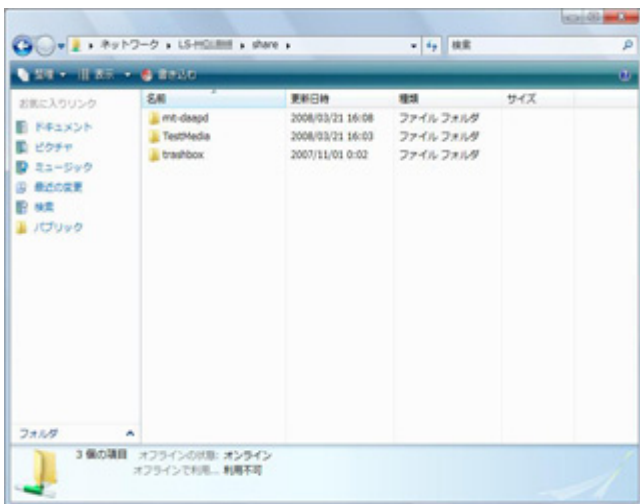 ネットワーク ▸ LS- ▸ share ▸
検索
整理 表示 書き込む
お気に入りリンク
ドキュメント
ピクチャ
ミュージック
最近の変更
検索
パブリック
フォルダ
名前 更新日時 種類 サイズ
mt-daapd 2008/03/21 16:08 ファイル フォルダ
TestMedia 2008/03/21 16:03 ファイル フォルダ
trashbox 2007/11/01 0:02 ファイル フォルダ
3 個の項目 オフラインの状態: オンライン
オフラインで利用... 利用不可